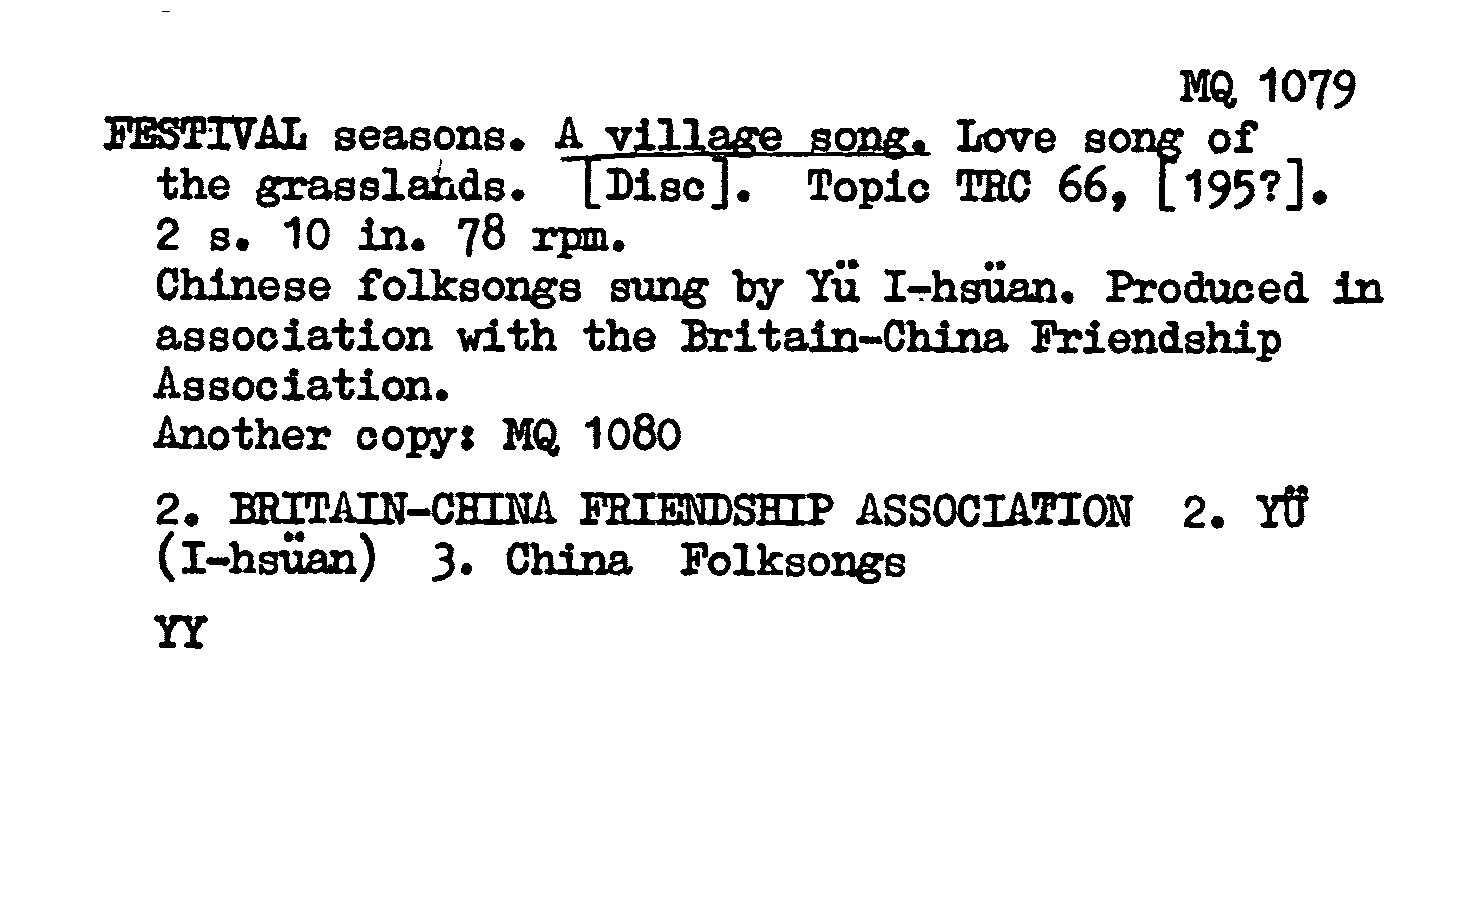 MQ 1079
FESTIVAL seasons. A village song. Love song of
the grasslands. [Disc]. Topic TRC 66, [195?].
2 s. 10 in. 78 rpm.
Chinese folksongs sung by Yü I-hsüan. Produced in
association with the Britain-China Friendship
Association.
Another copy: MQ 1080
2. BRITAIN-CHINA FRIENDSHIP ASSOCIATION 2. YÜ
(I-hsüan) 3. China Folksongs
YY